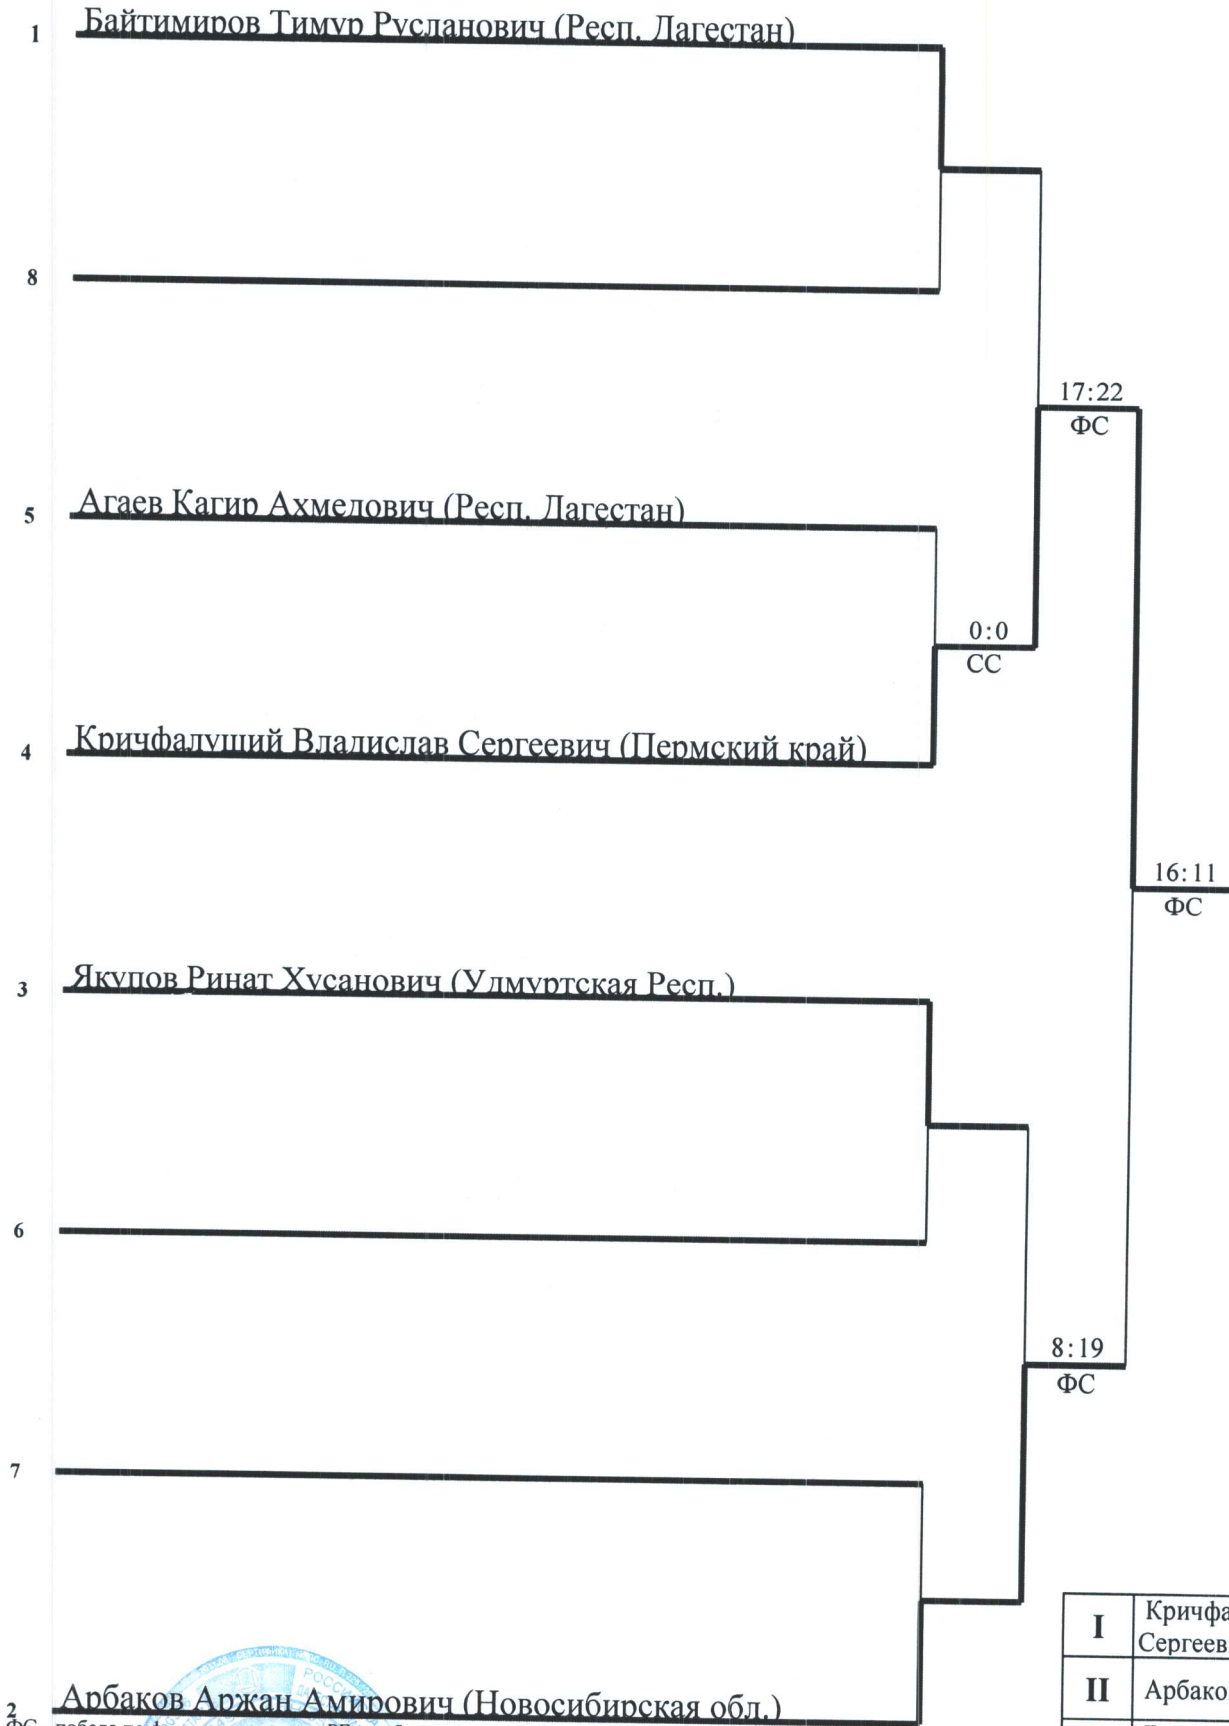 1 Байтимиров Тимур Русланович (Респ. Дагестан)
8
17:22
ФС
5 Агаев Кагир Ахмедович (Респ. Дагестан)
0:0
СС
4 Кричфалуший Владислав Сергеевич (Пермский край)
16:11
ФС
3 Якупов Ринат Хусанович (Удмуртская Респ.)
6
8:19
ФС
7
I Кричфа
Сергеев
II Арбако
2 Арбаков Аржан Амирович (Новосибирская обл.)